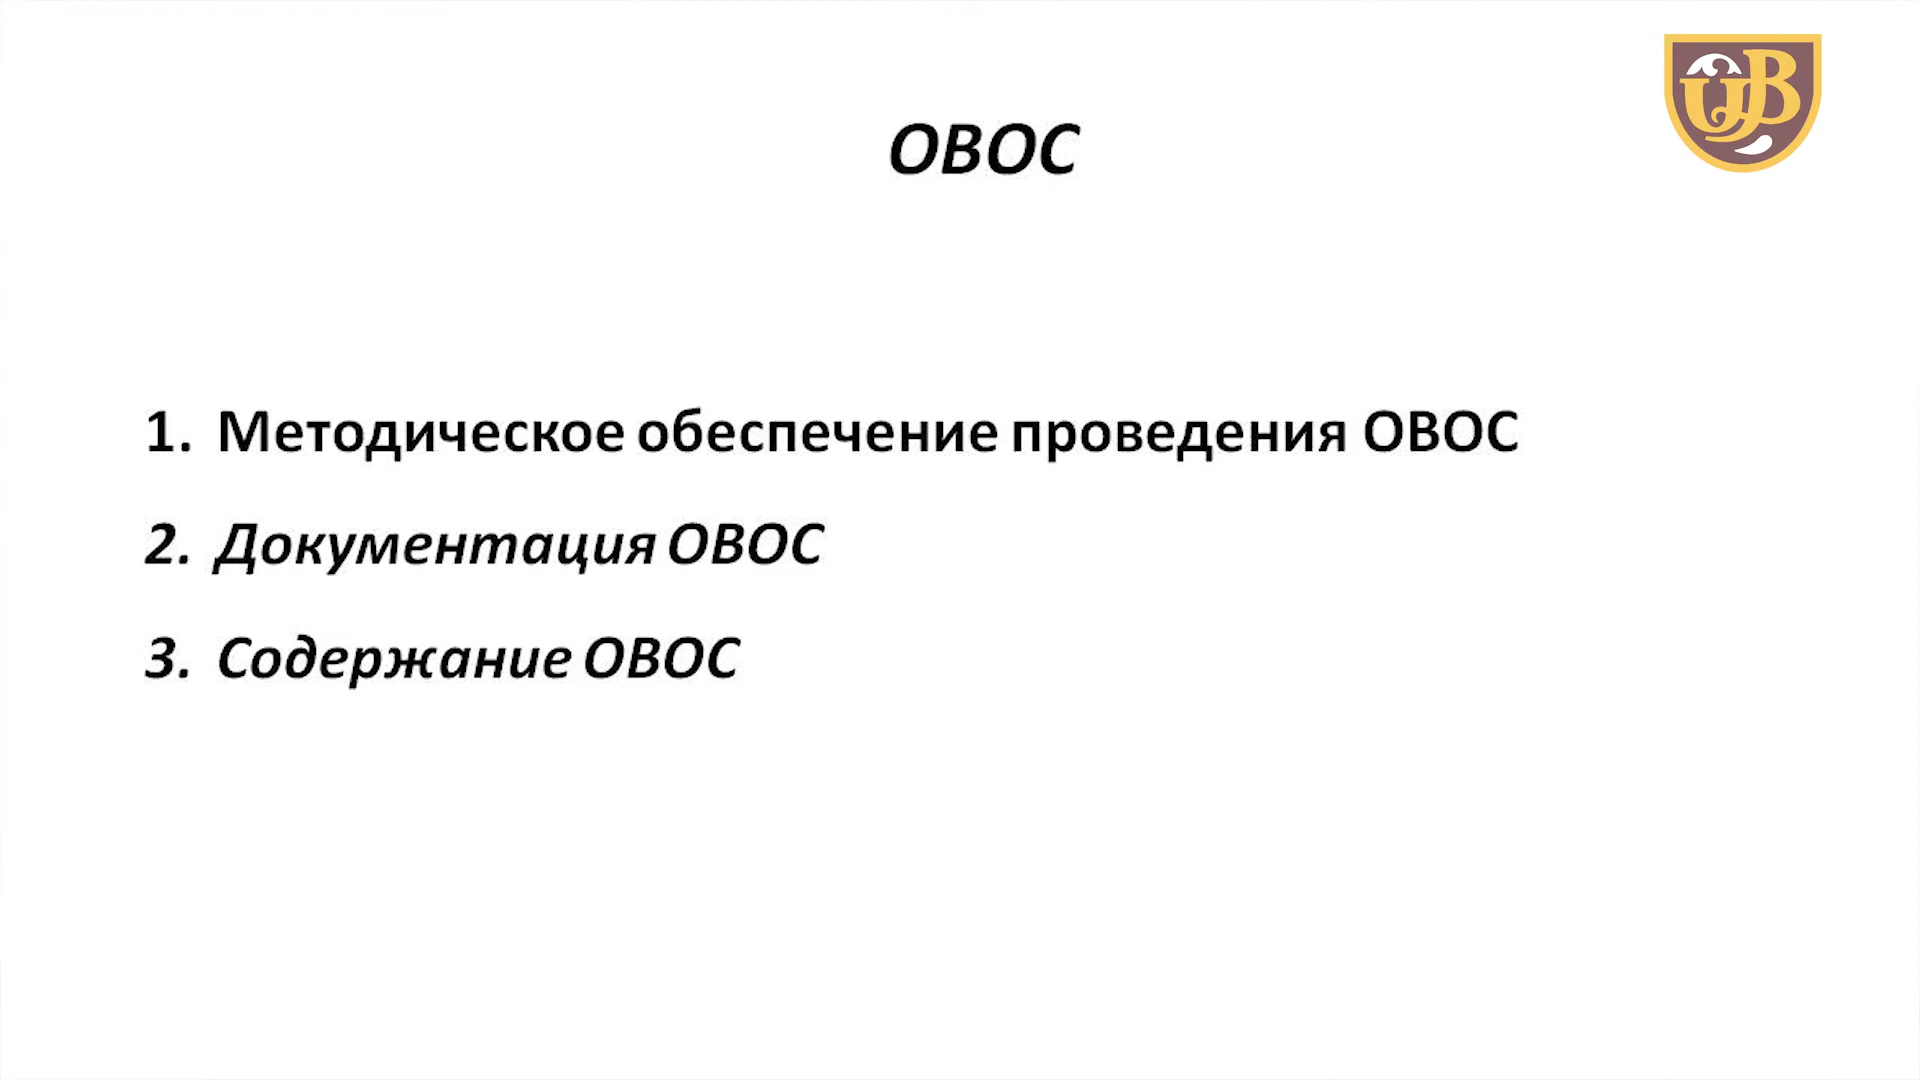 ОВОС
1. Методическое обеспечение проведения ОВОС
2. Документация ОВОС
3. Содержание ОВОС